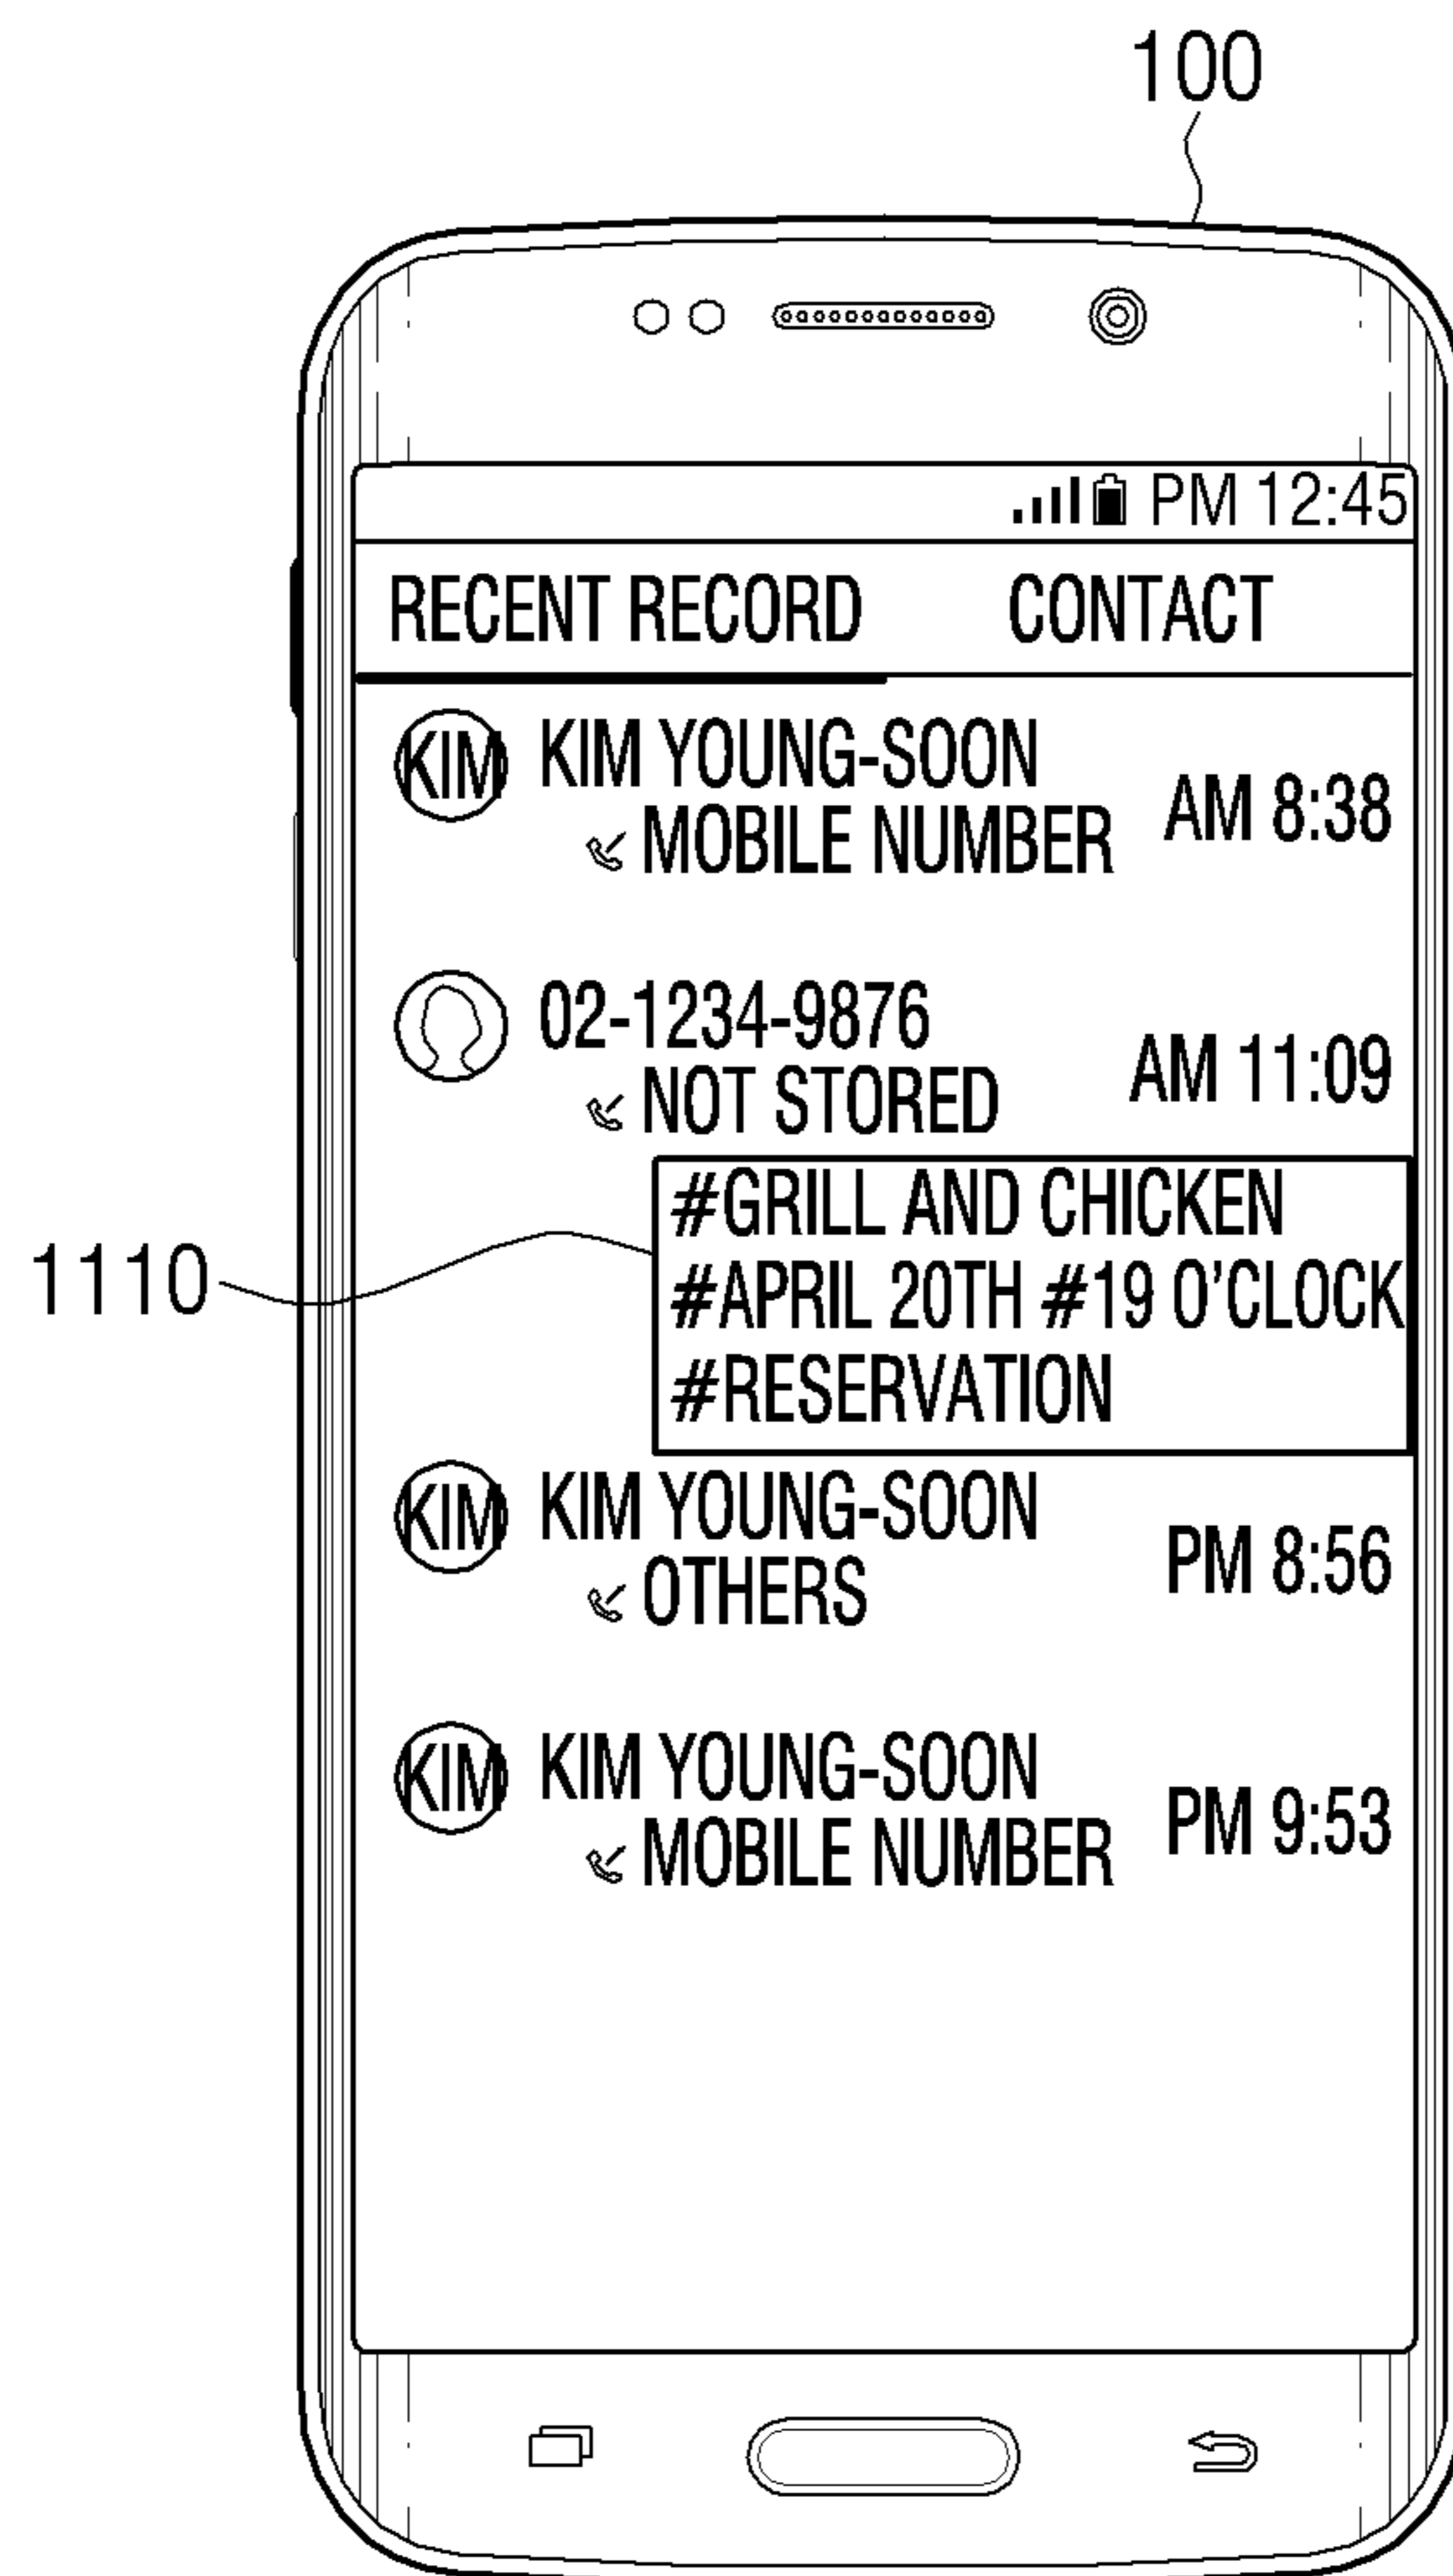 100
PM 12:45
RECENT RECORD CONTACT
KIM KIM YOUNG-SOON
MOBILE NUMBER AM 8:38
02-1234-9876
NOT STORED AM 11:09
#GRILL AND CHICKEN
1110 #APRIL 20TH #19 O'CLOCK
#RESERVATION
KIM KIM YOUNG-SOON
OTHERS PM 8:56
KIM KIM YOUNG-SOON
MOBILE NUMBER PM 9:53